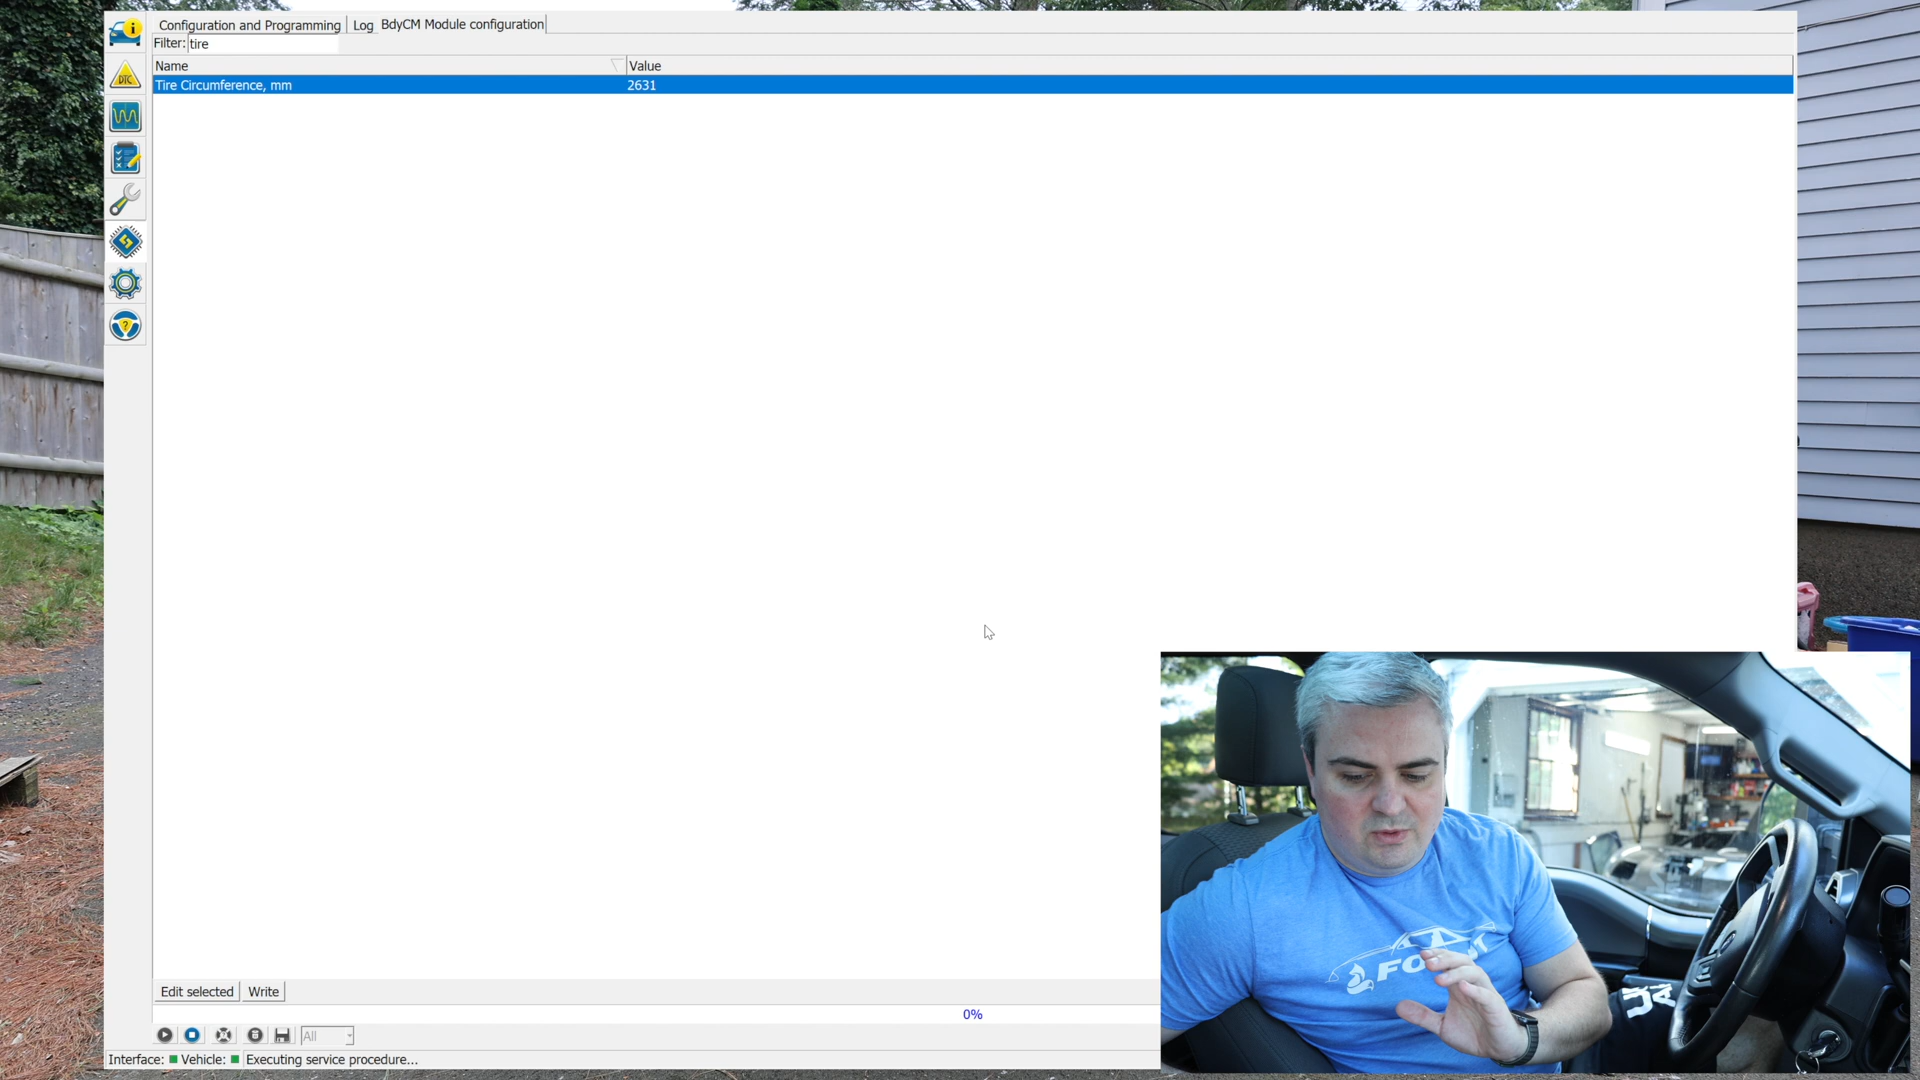 Configuration and Programming
Log
BdyCM Module configuration
Filter: tire
Name
Value
DTC
Tire Circumference, mm
2631
Edit selected
Write
0%
All
Interface:
Vehicle:
Executing service procedure...